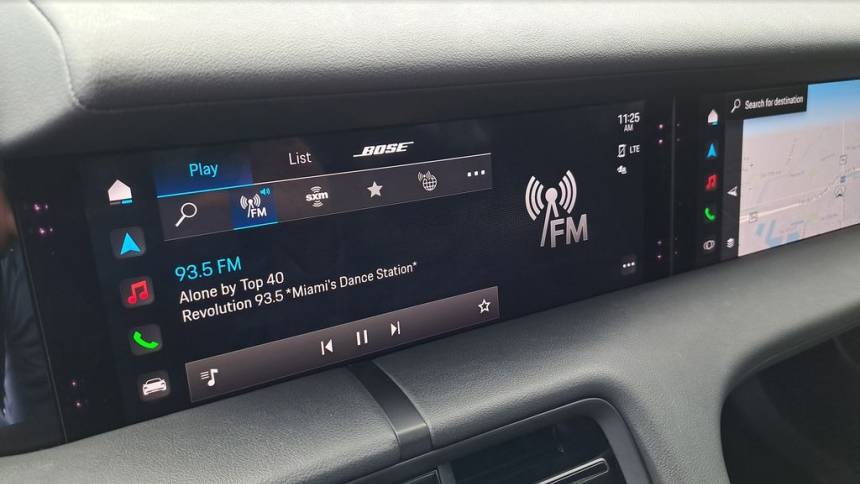 Play
List
BOSE
11:25
AM
LTE
FM
sxm
93.5 FM
Alone by Top 40
Revolution 93.5 *Miami's Dance Station*
FM
Search for destination